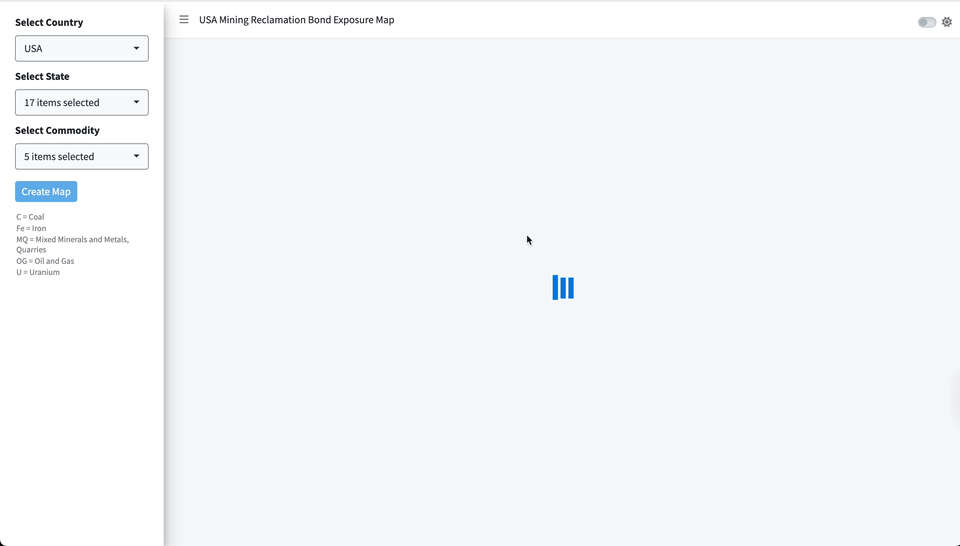 Select Country
USA
Select State
17 items selected
Select Commodity
5 items selected
Create Map
C = Coal
Fe = Iron
MQ = Mixed Minerals and Metals,
Quarries
OG = Oil and Gas
U = Uranium
USA Mining Reclamation Bond Exposure Map